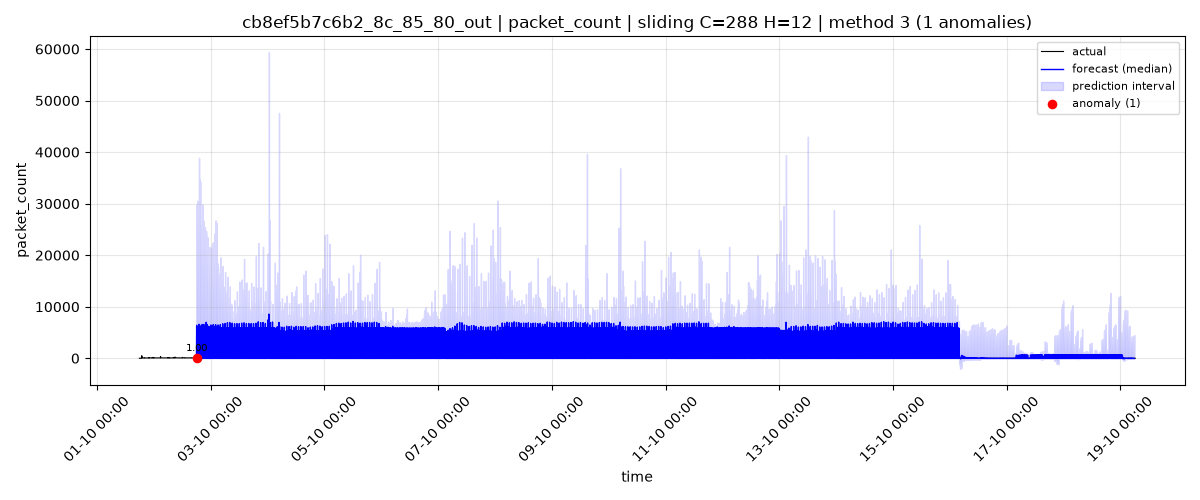 cb8ef5b7c6b2_8c_85_80_out | packet_count | sliding C=288 H=12 | method 3 (1 anomalies)
actual
forecast (median)
prediction interval
anomaly (1)
packet_count
60000
50000
40000
30000
20000
10000
0
1.00
01-10 00:00
03-10 00:00
05-10 00:00
07-10 00:00
09-10 00:00
11-10 00:00
13-10 00:00
15-10 00:00
17-10 00:00
19-10 00:00
time